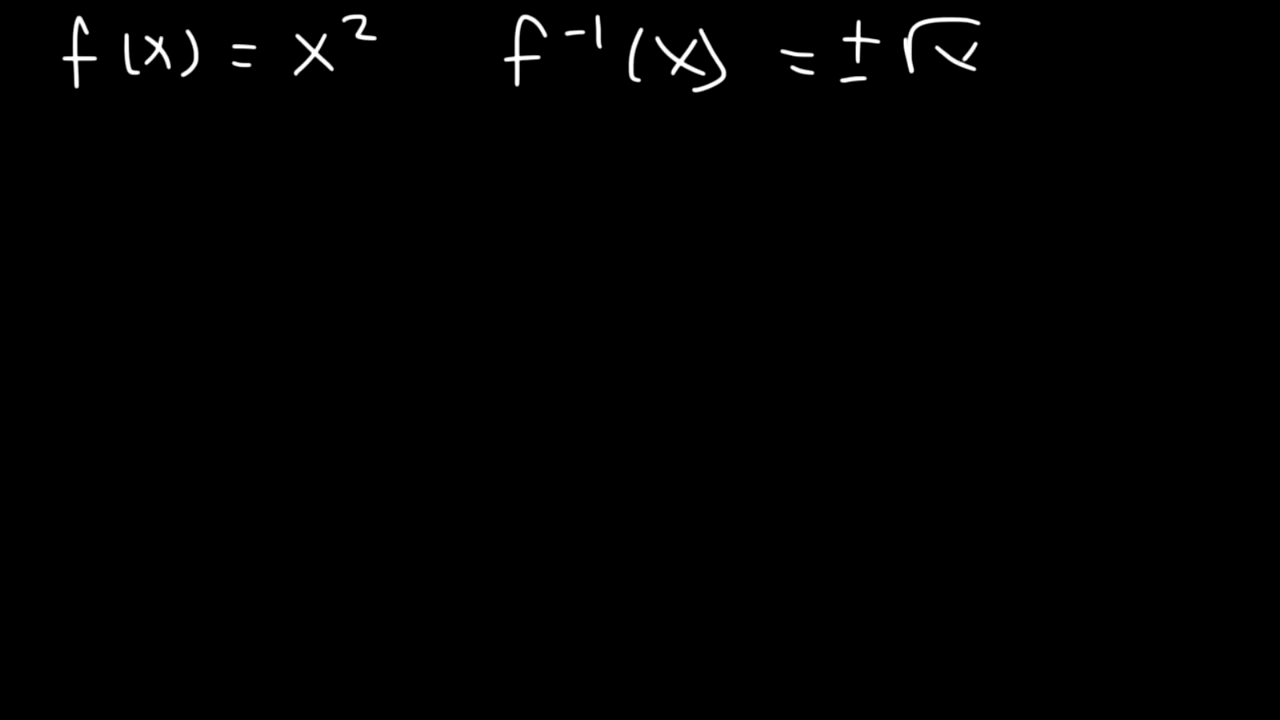 f(x) = x² f⁻¹(x) = ±√x